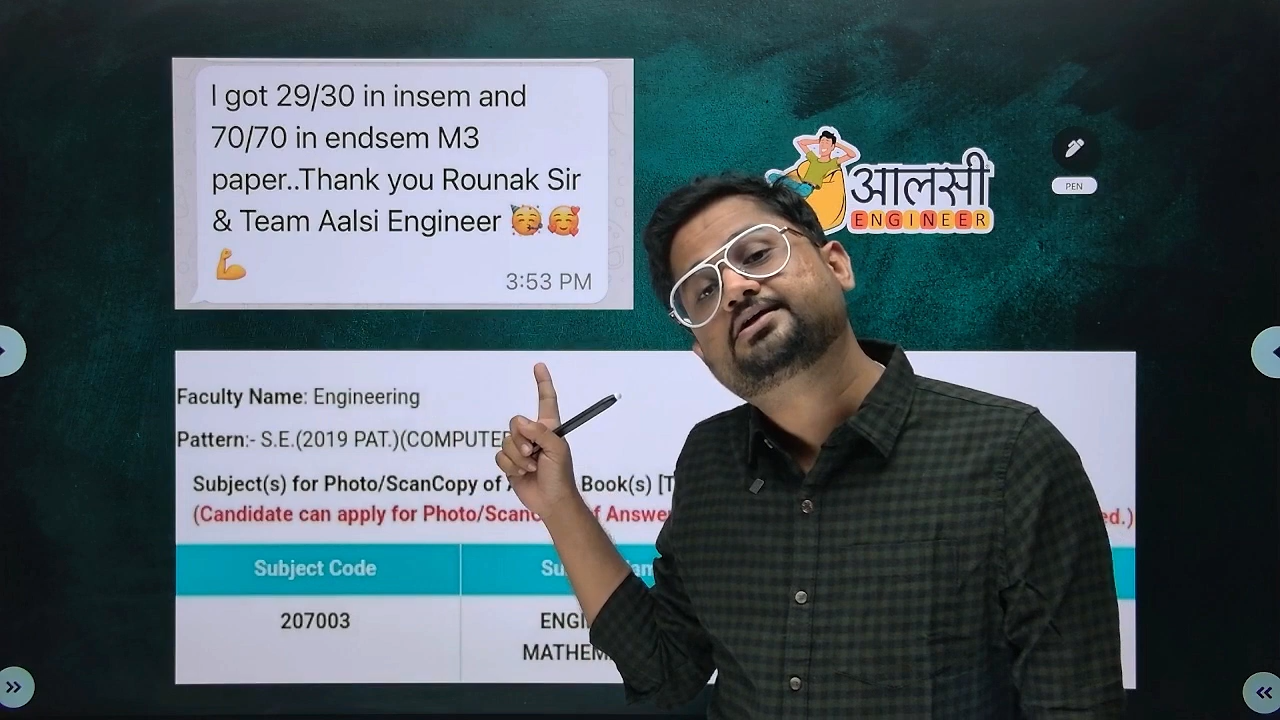 I got 29/30 in insem and
70/70 in endsem M3
paper..Thank you Rounak Sir
& Team Aalsi Engineer 🥳🥰
💪
3:53 PM
आलसी
ENGINEER
PEN
Faculty Name: Engineering
Pattern:- S.E.(2019 PAT.)(COMPUTE
Subject(s) for Photo/ScanCopy of Book(s) [T
(Candidate can apply for Photo/Scan of Answe ed.)
Subject Code
207003
ENGI
MATHEM